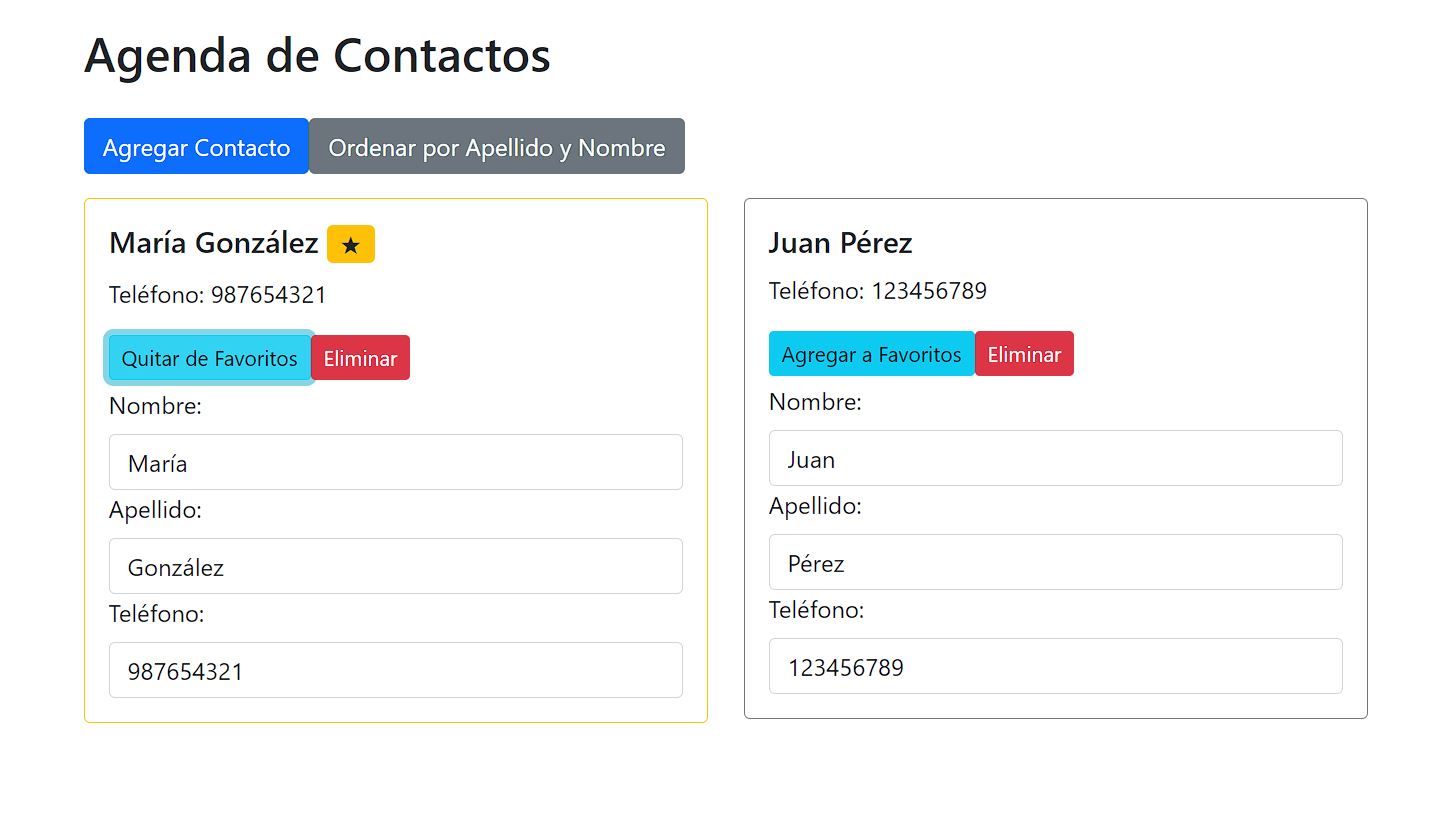 Agenda de Contactos
Agregar Contacto Ordenar por Apellido y Nombre
María González ★
Teléfono: 987654321
Quitar de Favoritos Eliminar
Nombre:
María
Apellido:
González
Teléfono:
987654321
Juan Pérez
Teléfono: 123456789
Agregar a Favoritos Eliminar
Nombre:
Juan
Apellido:
Pérez
Teléfono:
123456789